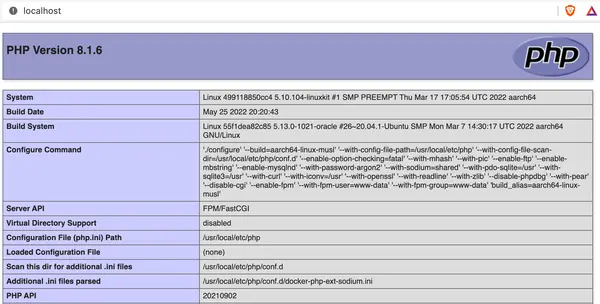 localhost
PHP Version 8.1.6
php
System Linux 499118850cc4 5.10.104-linuxkit #1 SMP PREEMPT Thu Mar 17 17:05:54 UTC 2022 aarch64
Build Date May 25 2022 20:20:43
Build System Linux 55f1dea82c85 5.13.0-1021-oracle #26~20.04.1-Ubuntu SMP Mon Mar 7 14:30:17 UTC 2022 aarch64
GNU/Linux
Configure Command './configure' '--build=aarch64-linux-musl' '--with-config-file-path=/usr/local/etc/php' '--with-config-file-scan-
dir=/usr/local/etc/php/conf.d' '--enable-option-checking=fatal' '--with-mhash' '--with-pic' '--enable-ftp' '--enable-
mbstring' '--enable-mysqlnd' '--with-password-argon2' '--with-sodium=shared' '--with-pdo-sqlite=/usr' '--with-
sqlite3=/usr' '--with-curl' '--with-iconv=/usr' '--with-openssl' '--with-readline' '--with-zlib' '--disable-phpdbg' '--with-pear'
'--disable-cgi' '--enable-fpm' '--with-fpm-user=www-data' '--with-fpm-group=www-data' 'build_alias=aarch64-linux-
musl'
Server API FPM/FastCGI
Virtual Directory Support disabled
Configuration File (php.ini) Path /usr/local/etc/php
Loaded Configuration File (none)
Scan this dir for additional .ini files /usr/local/etc/php/conf.d
Additional .ini files parsed /usr/local/etc/php/conf.d/docker-php-ext-sodium.ini
PHP API 20210902